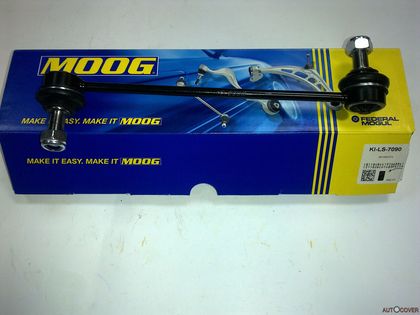 MOOG
MAKE IT EASY. MAKE IT MOOG
FEDERAL
MOGUL
MAKE IT EASY. MAKE IT MOOG
KI-LS-7090
AUTOCOVER